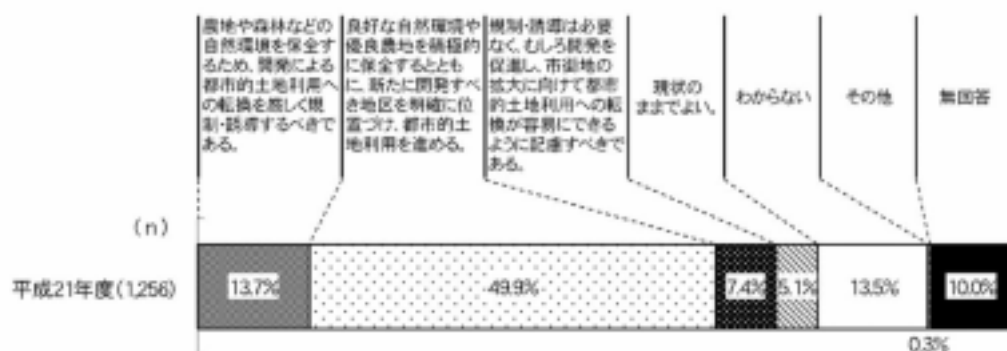 農地や森林などの
自然環境を保全す
るため、開発による
都市的土地利用へ
の転換を厳しく規
制・誘導するべきで
ある。
良好な自然環境や
優良農地を積極的
に保全するととも
に、新たに開発すべ
き地区を明確に位
置づけ、都市的土
地利用を進める。
規制・誘導は必要
なく、むしろ開発を
促進し、市街地の
拡大に向けて都市
的土地利用への転
換が容易にできる
ように配慮すべきで
ある。
現状の
ままでよい。
わからない
その他
無回答
(n)
平成21年度(1,256)
13.7%
49.9%
7.4%
5.1%
13.5%
10.0%
0.3%